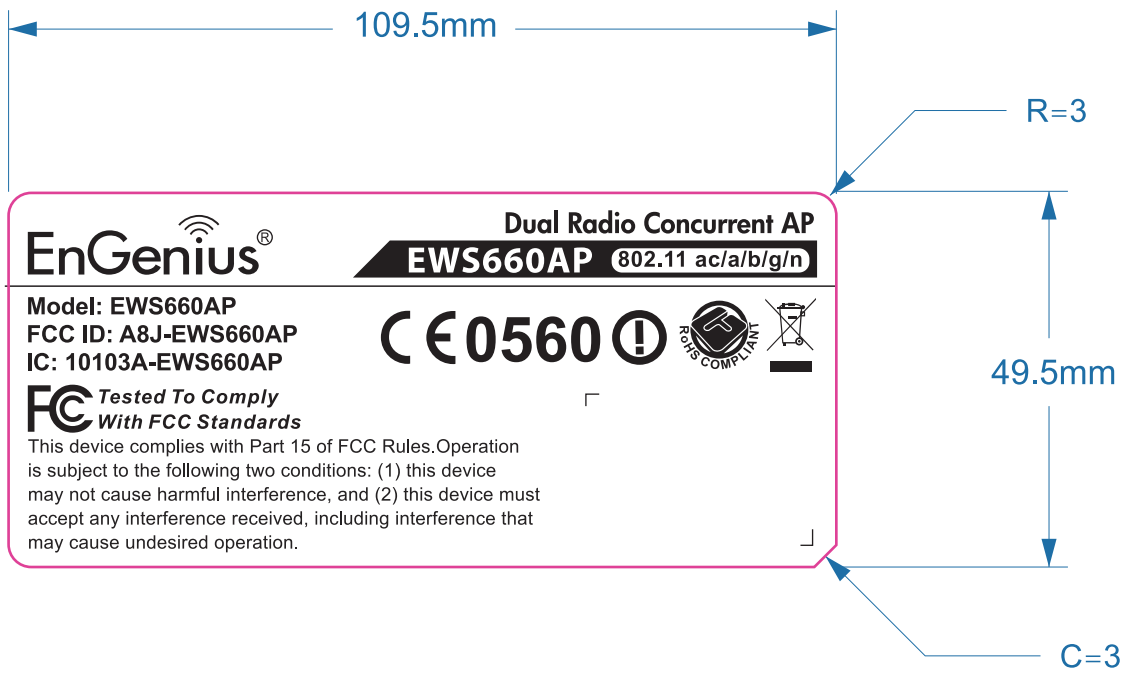 109.5mm
R=3
EnGenius®
Dual Radio Concurrent AP
EWS660AP 802.11 ac/a/b/g/n
Model: EWS660AP
FCC ID: A8J-EWS660AP
IC: 10103A-EWS660AP
CE0560
RoHS COMPLIANT
49.5mm
FC Tested To Comply
With FCC Standards
This device complies with Part 15 of FCC Rules.Operation
is subject to the following two conditions: (1) this device
may not cause harmful interference, and (2) this device must
accept any interference received, including interference that
may cause undesired operation.
C=3